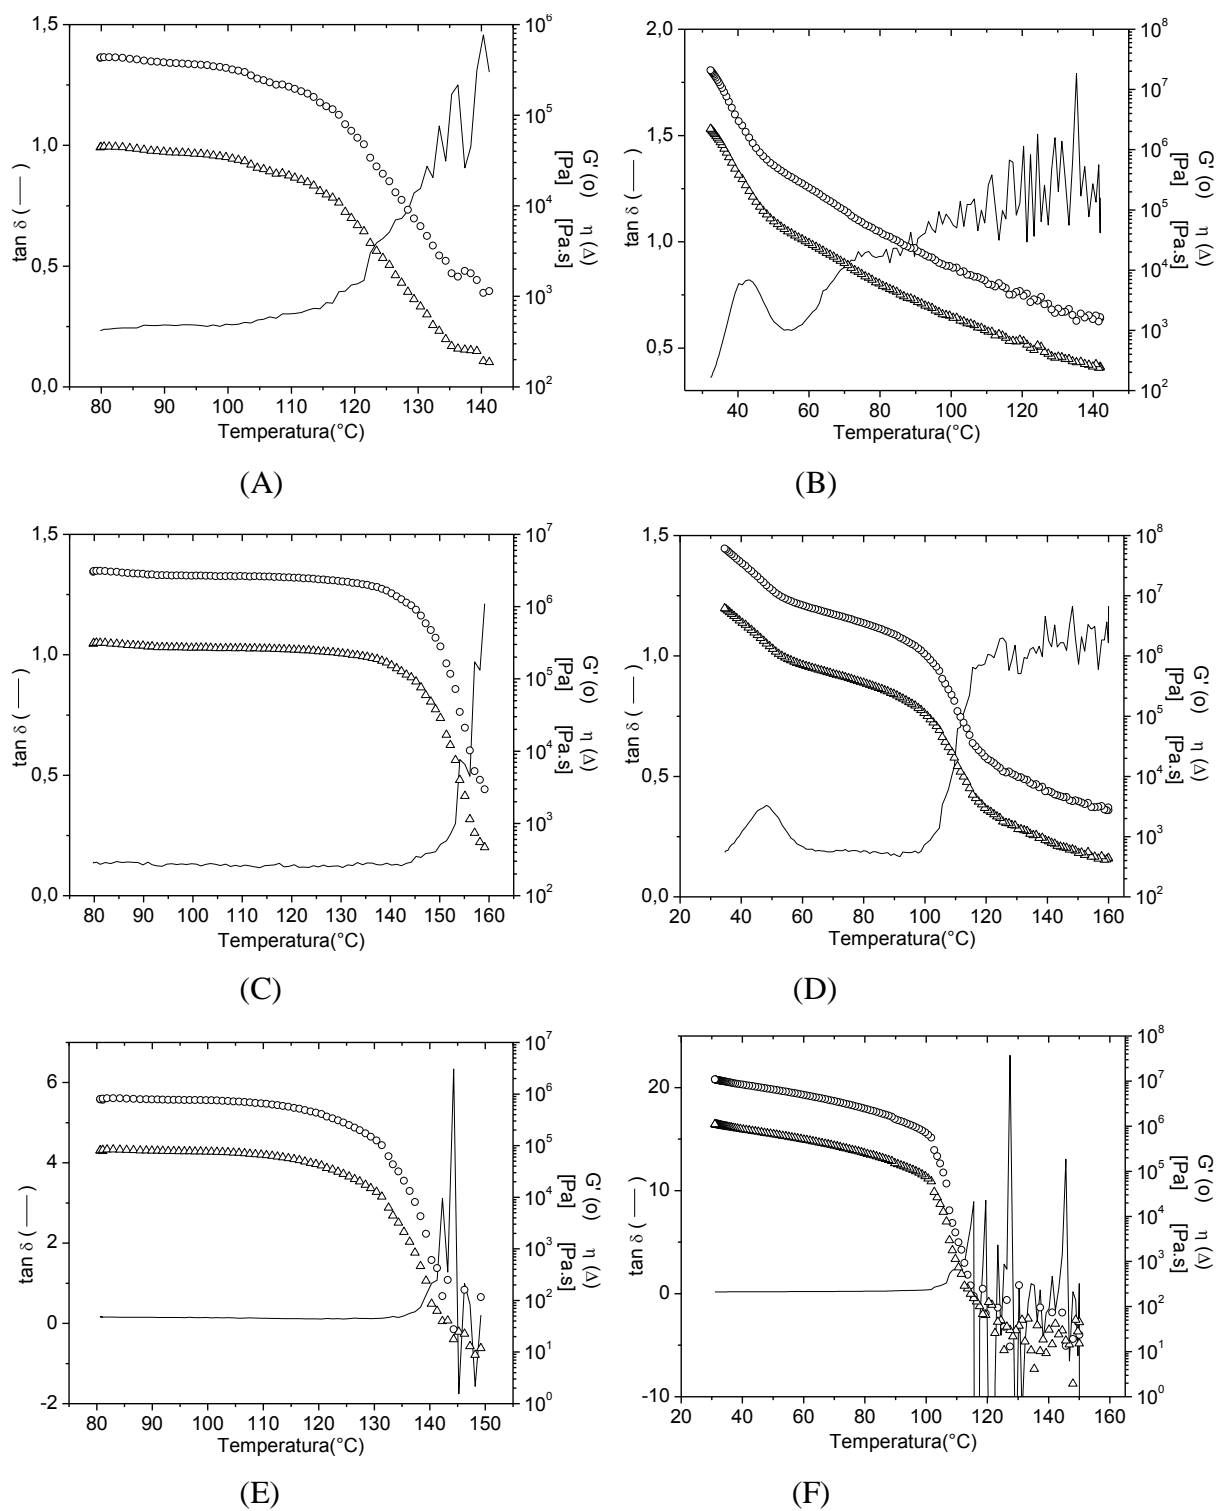 1,5
1,0
0,5
0,0
80 90 100 110 120 130 140
Temperatura(°C)
tan δ ( — )
10^6
10^5
10^4
10^3
10^2
G' (o) η (Δ)
[Pa] [Pa.s]
(A)
2,0
1,5
1,0
0,5
40 60 80 100 120 140
Temperatura(°C)
tan δ ( — )
10^8
10^7
10^6
10^5
10^4
10^3
10^2
G' (o) η (Δ)
[Pa] [Pa.s]
(B)
1,5
1,0
0,5
0,0
80 90 100 110 120 130 140 150 160
Temperatura(°C)
tan δ ( — )
10^7
10^6
10^5
10^4
10^3
10^2
G' (o) η (Δ)
[Pa] [Pa.s]
(C)
1,5
1,0
0,5
0,0
20 40 60 80 100 120 140 160
Temperatura(°C)
tan δ ( — )
10^8
10^7
10^6
10^5
10^4
10^3
10^2
G' (o) η (Δ)
[Pa] [Pa.s]
(D)
6
4
2
0
-2
80 90 100 110 120 130 140 150
Temperatura(°C)
tan δ ( — )
10^7
10^6
10^5
10^4
10^3
10^2
10^1
10^0
G' (o) η (Δ)
[Pa] [Pa.s]
(E)
20
10
0
-10
20 40 60 80 100 120 140 160
Temperatura(°C)
tan δ ( — )
10^8
10^7
10^6
10^5
10^4
10^3
10^2
10^1
10^0
G' (o) η (Δ)
[Pa] [Pa.s]
(F)